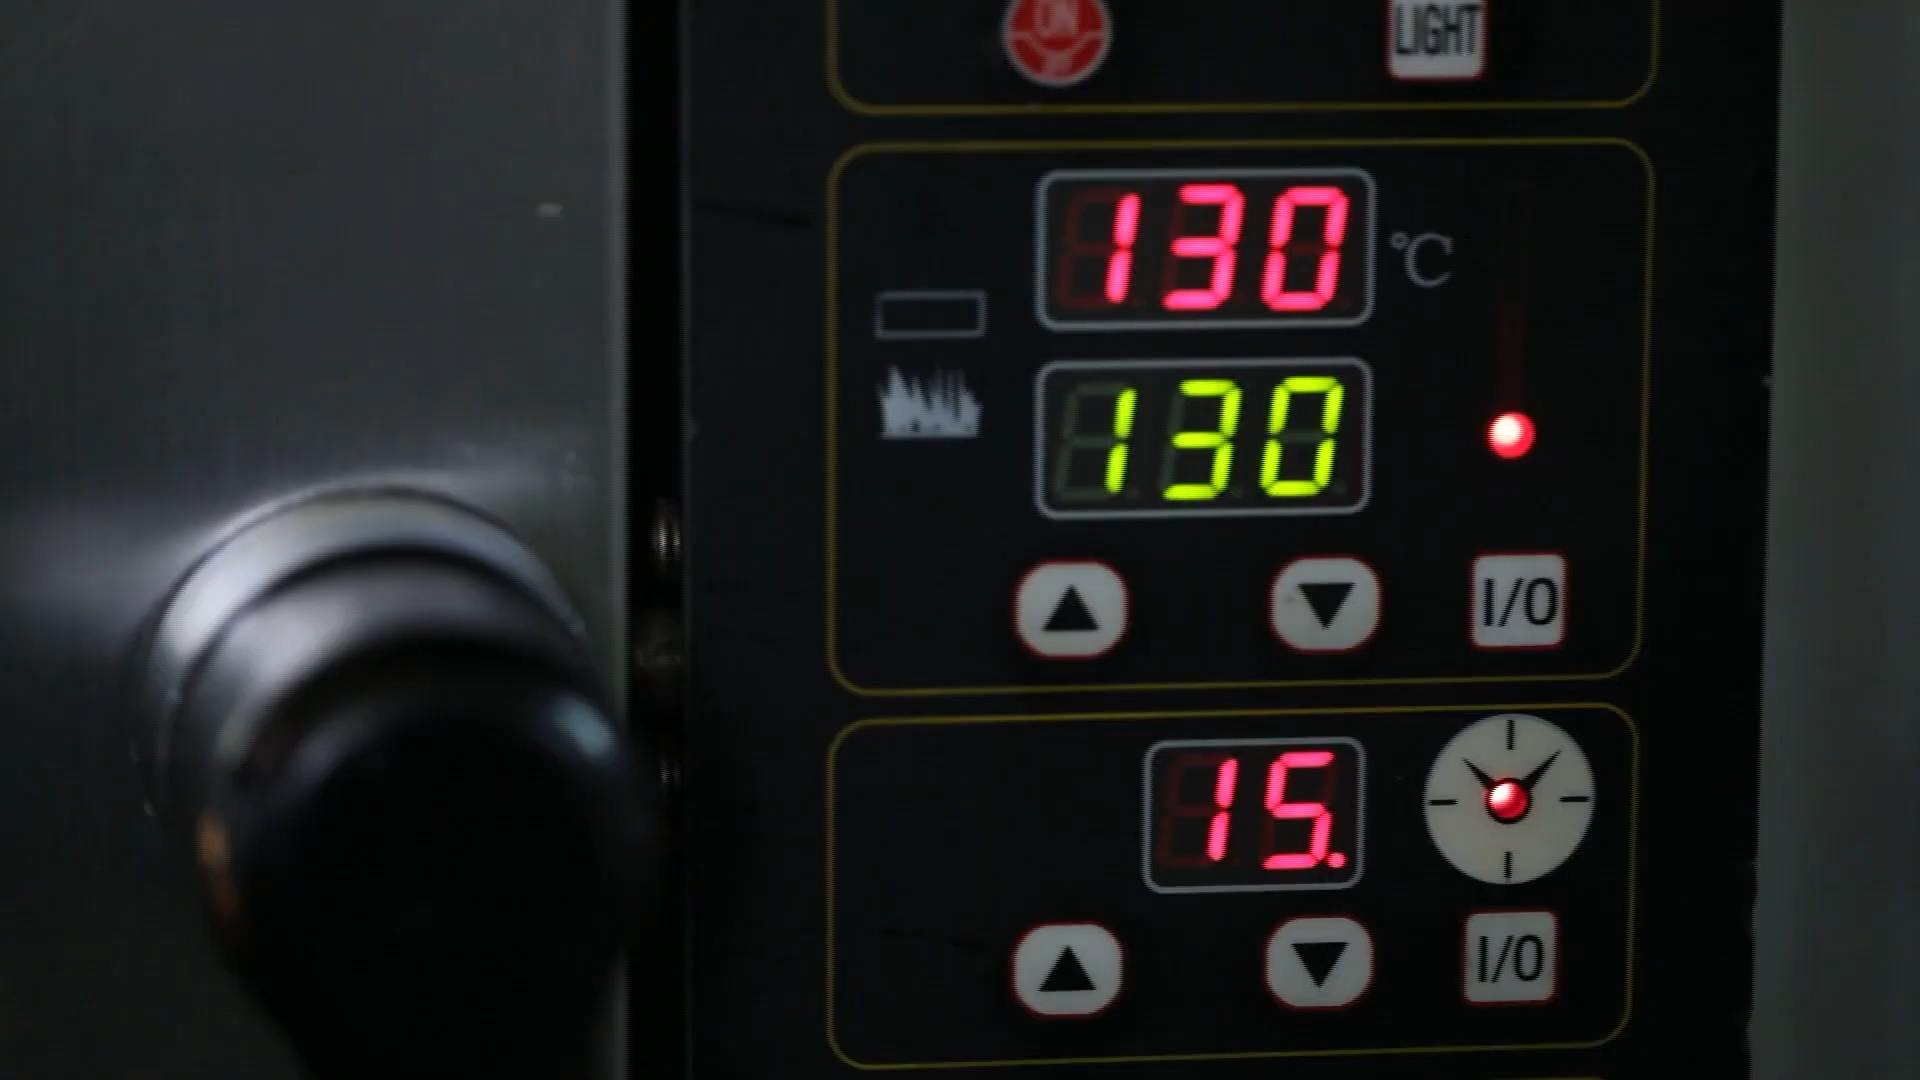 ON LIGHT
130 °C
130
▲ ▼ I/O
15.
▲ ▼ I/O